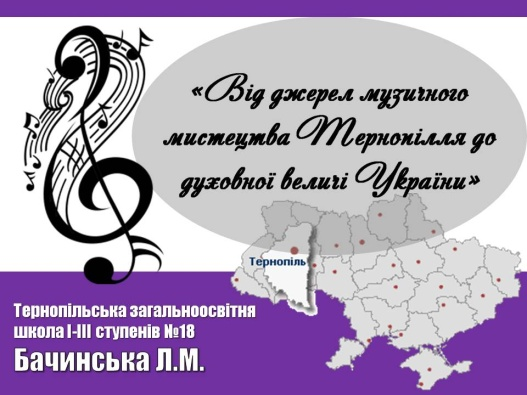 «Від джерел музичного
мистецтва Тернопілля до
духовної величі України»
Тернопіль
Тернопільська загальноосвітня
школа І-ІІІ ступенів №18
Бачинська Л.М.